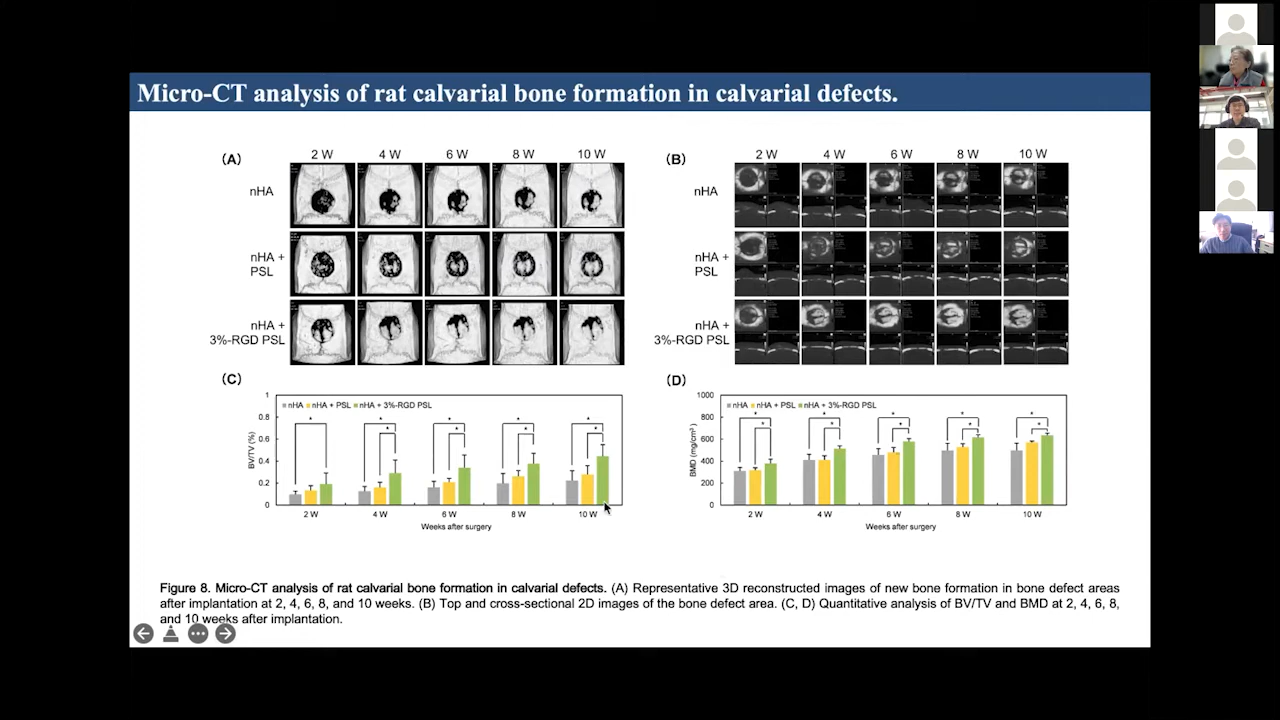 Micro-CT analysis of rat calvarial bone formation in calvarial defects.
(A)
2 W 4 W 6 W 8 W 10 W
nHA
nHA +
PSL
nHA +
3%-RGD PSL
(B)
2 W 4 W 6 W 8 W 10 W
nHA
nHA +
PSL
nHA +
3%-RGD PSL
(C)
nHA nHA + PSL nHA + 3%-RGD PSL
BV/TV (%)
1
0.8
0.6
0.4
0.2
0
* * * * * * * * *
2 W 4 W 6 W 8 W 10 W
Weeks after surgery
(D)
nHA nHA + PSL nHA + 3%-RGD PSL
BMD (mg/cm³)
1000
800
600
400
200
0
* * * * * * * * * *
2 W 4 W 6 W 8 W 10 W
Weeks after surgery
Figure 8. Micro-CT analysis of rat calvarial bone formation in calvarial defects. (A) Representative 3D reconstructed images of new bone formation in bone defect areas
after implantation at 2, 4, 6, 8, and 10 weeks. (B) Top and cross-sectional 2D images of the bone defect area. (C, D) Quantitative analysis of BV/TV and BMD at 2, 4, 6, 8,
and 10 weeks after implantation.